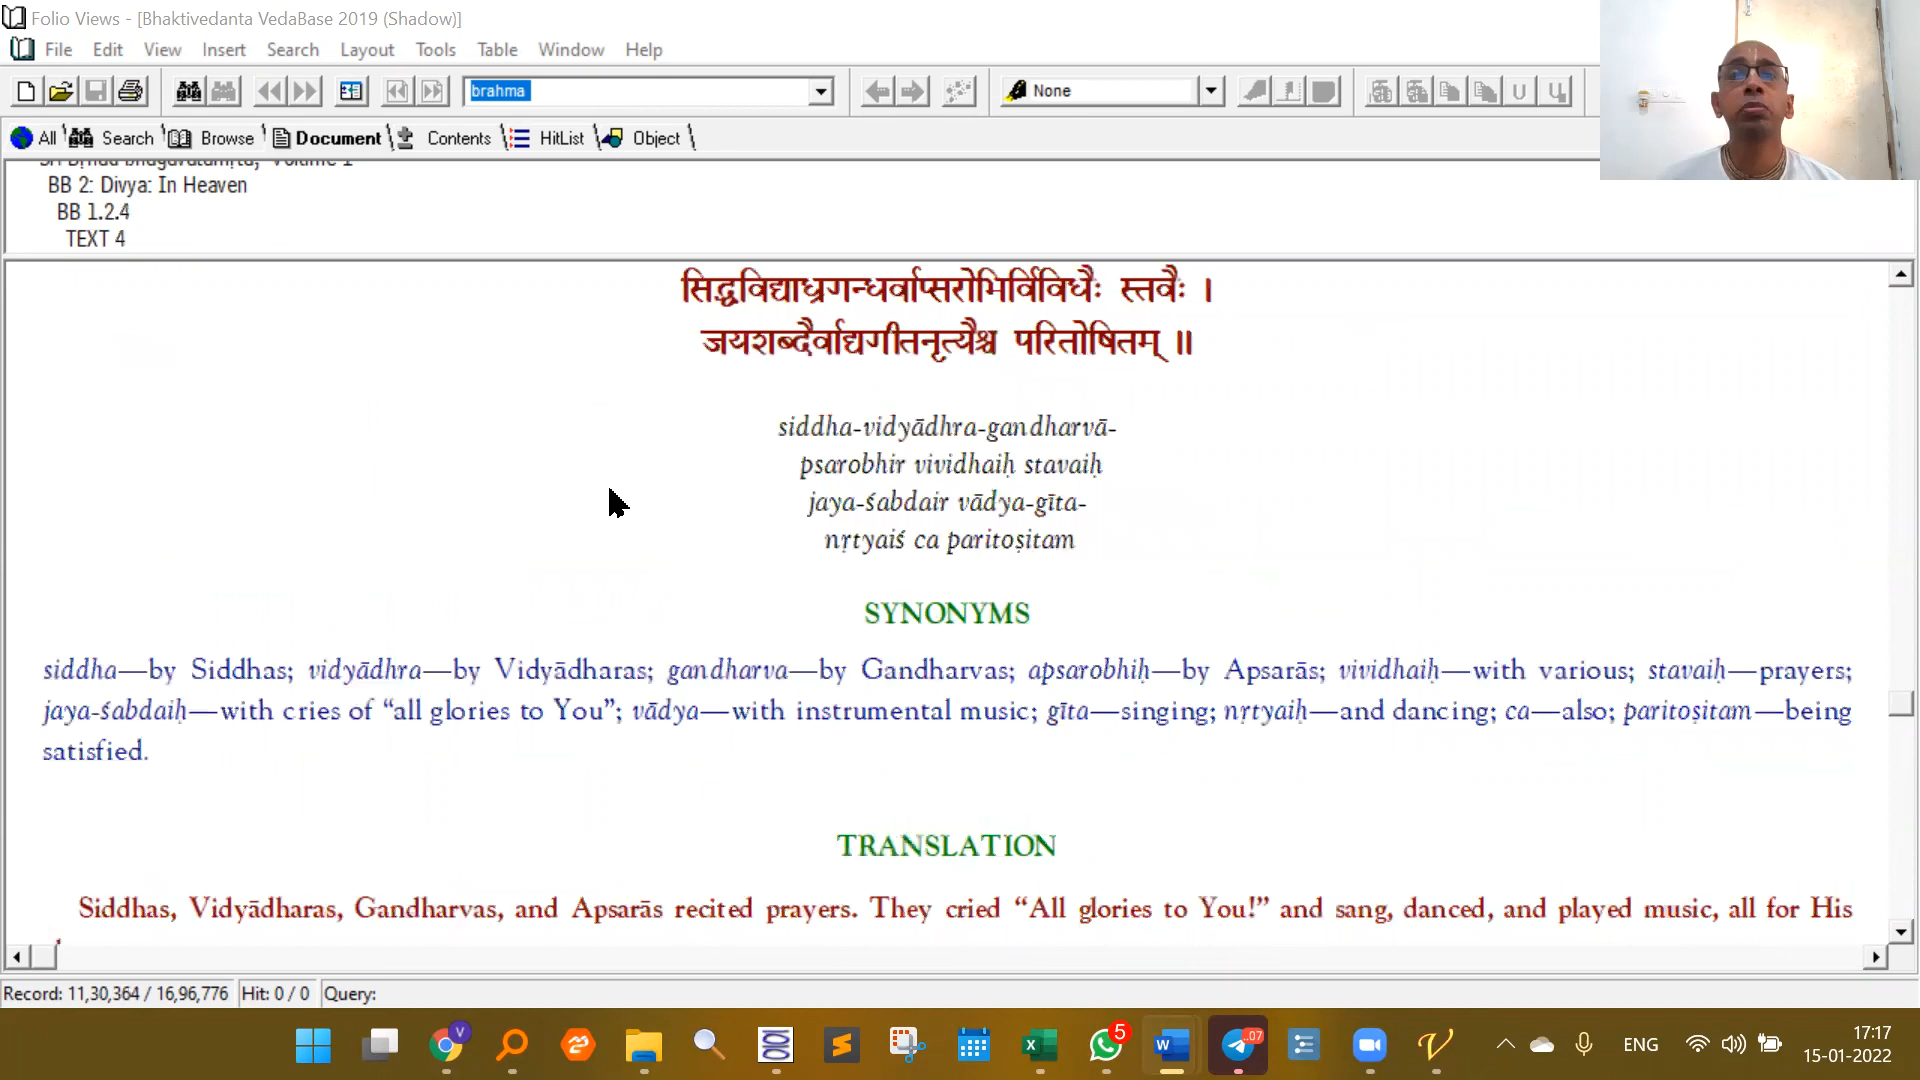 Folio Views - [Bhaktivedanta VedaBase 2019 (Shadow)]
File Edit View Insert Search Layout Tools Table Window Help
brahma
None
All Search Browse Document Contents HitList Object
BB 2: Divya: In Heaven
BB 1.2.4
TEXT 4
सिद्धविद्याध्रगन्धर्वाप्सरोभिर्विविधैः स्तवैः ।
जयशब्दैर्वाद्यगीतनृत्यैश्च परितोषितम् ॥
siddha-vidyādhra-gandharvā-
psarobhir vividhaiḥ stavaiḥ
jaya-śabdair vādya-gīta-
nṛtyaiś ca paritoṣitam
SYNONYMS
siddha—by Siddhas; vidyādhra—by Vidyādharas; gandharva—by Gandharvas; apsarobhiḥ—by Apsarās; vividhaiḥ—with various; stavaiḥ—prayers;
jaya-śabdaiḥ—with cries of “all glories to You”; vādya—with instrumental music; gīta—singing; nṛtyaiḥ—and dancing; ca—also; paritoṣitam—being
satisfied.
TRANSLATION
Siddhas, Vidyādharas, Gandharvas, and Apsarās recited prayers. They cried “All glories to You!” and sang, danced, and played music, all for His
Record: 11,30,364 / 16,96,776 Hit: 0 / 0 Query:
V
5
.07
ENG
17:17
15-01-2022